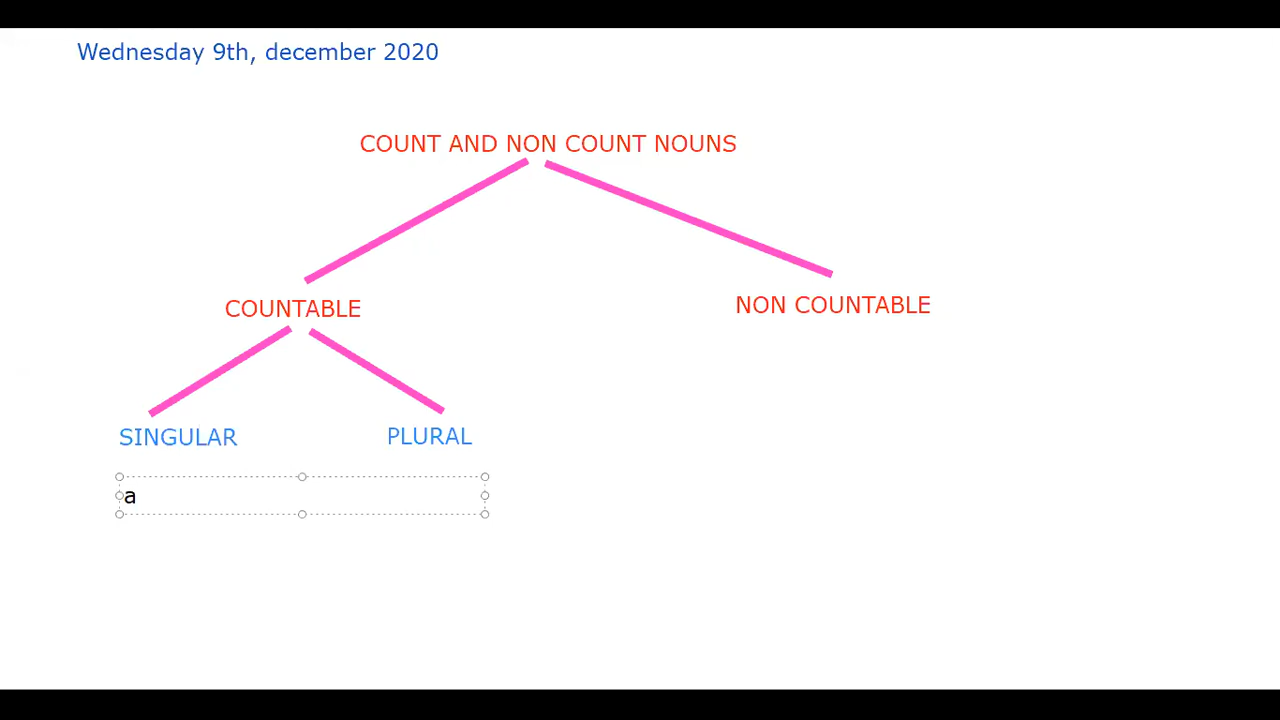 Wednesday 9th, december 2020
COUNT AND NON COUNT NOUNS
COUNTABLE
NON COUNTABLE
SINGULAR
PLURAL
a